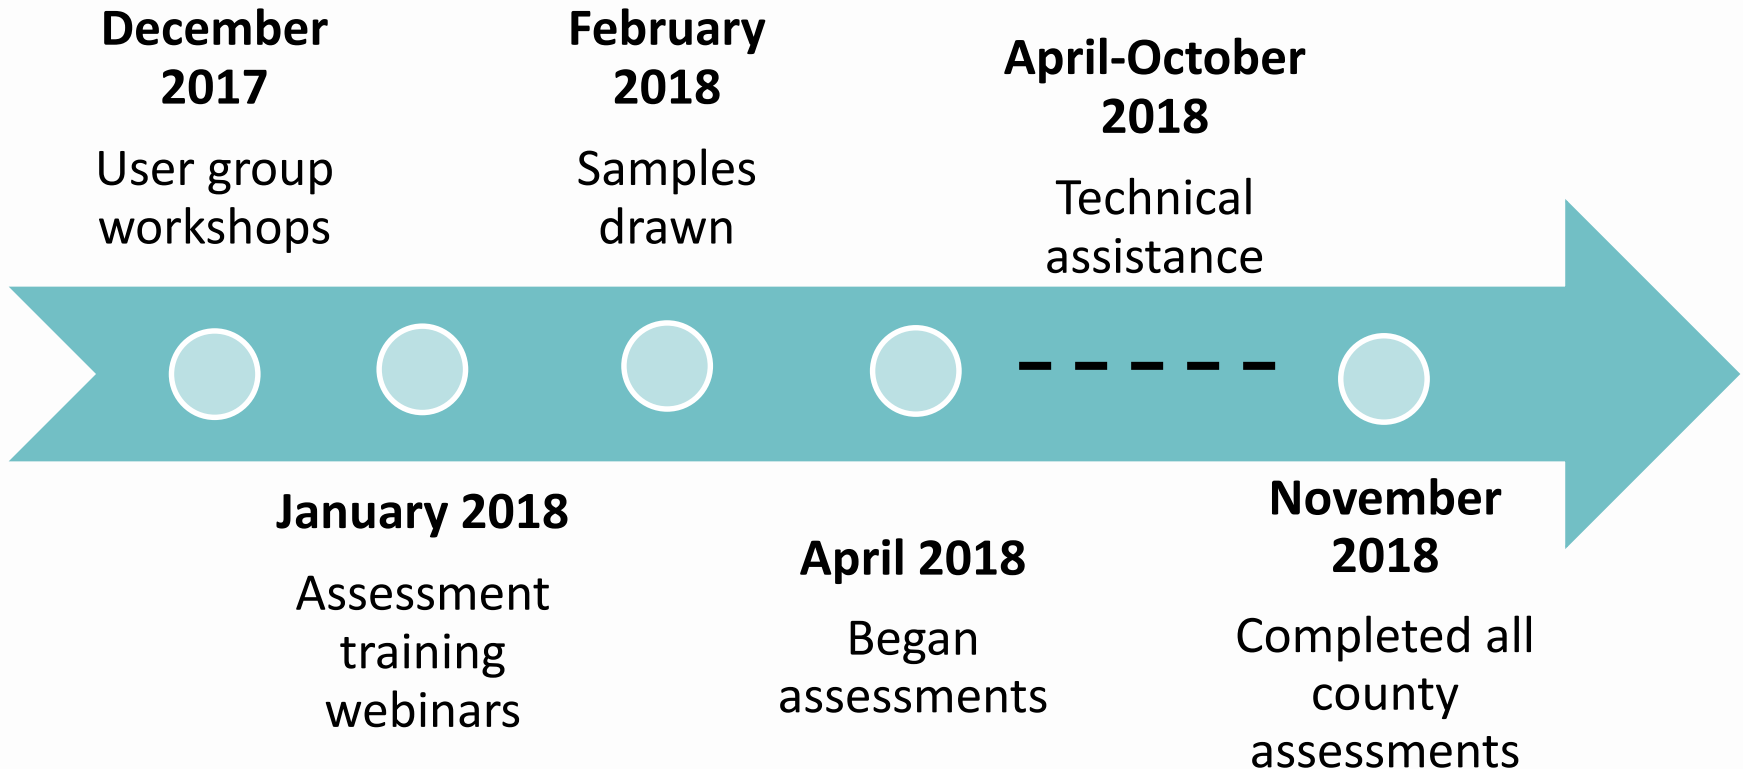 December
2017
User group
workshops
January 2018
Assessment
training
webinars
February
2018
Samples
drawn
April 2018
Began
assessments
April-October
2018
Technical
assistance
November
2018
Completed all
county
assessments